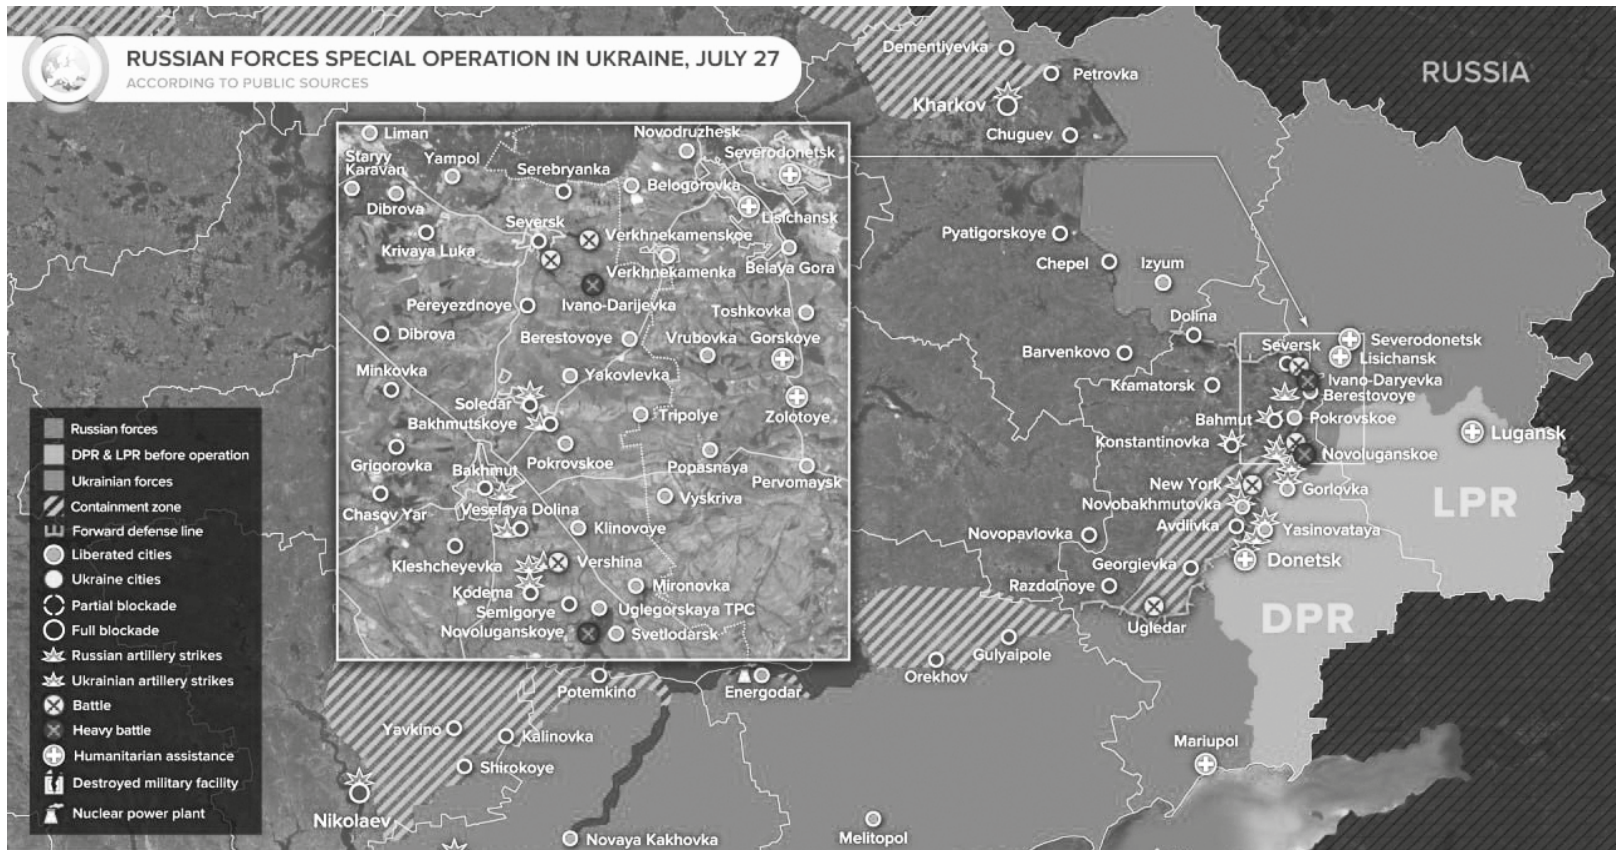 RUSSIAN FORCES SPECIAL OPERATION IN UKRAINE, JULY 27
ACCORDING TO PUBLIC SOURCES
RUSSIA
Dementiyevka
Petrovka
Kharkov
Chuguev
Liman
Staryy
Karavan
Yampol
Dibrova
Krivaya Luka
Serebryanka
Novodruzhesk
Severodonetsk
Belogorovka
Lisichansk
Seversk
Verkhnekamenskoe
Verkhnekamenka
Belaya Gora
Pereyezdnoye
Ivano-Darijevka
Toshkovka
Dibrova
Berestovoye
Vrubovka
Gorskoye
Minkovka
Yakovlevka
Soledar
Bakhmutskoye
Tripolye
Zolotoye
Grigorovka
Bakhmut
Pokrovskoe
Popasnaya
Pervomaysk
Chasov Yar
Veselaya Dolina
Vyskriva
Klinovoye
Kleshcheyevka
Vershina
Kodema
Mironovka
Semigorye
Uglegorskaya TPC
Novoluganskoye
Svetlodarsk
Pyatigorskoye
Chepel
Izyum
Dolina
Barvenkovo
Seversk
Severodonetsk
Lisichansk
Kramatorsk
Ivano-Daryevka
Berestovoye
Bahmut
Pokrovskoe
Konstantinovka
Novoluganskoe
Lugansk
New York
Gorlovka
LPR
Novobakhmutovka
Avdiivka
Yasinovataya
Novopavlovka
Georgievka
Donetsk
Razdolnoye
DPR
Ugledar
Gulyaipole
Orekhov
Potemkino
Energodar
Yavkino
Kalinovka
Shirokoye
Mariupol
Nikolaev
Novaya Kakhovka
Melitopol
Russian forces
DPR & LPR before operation
Ukrainian forces
Containment zone
Forward defense line
Liberated cities
Ukraine cities
Partial blockade
Full blockade
Russian artillery strikes
Ukrainian artillery strikes
Battle
Heavy battle
Humanitarian assistance
Destroyed military facility
Nuclear power plant